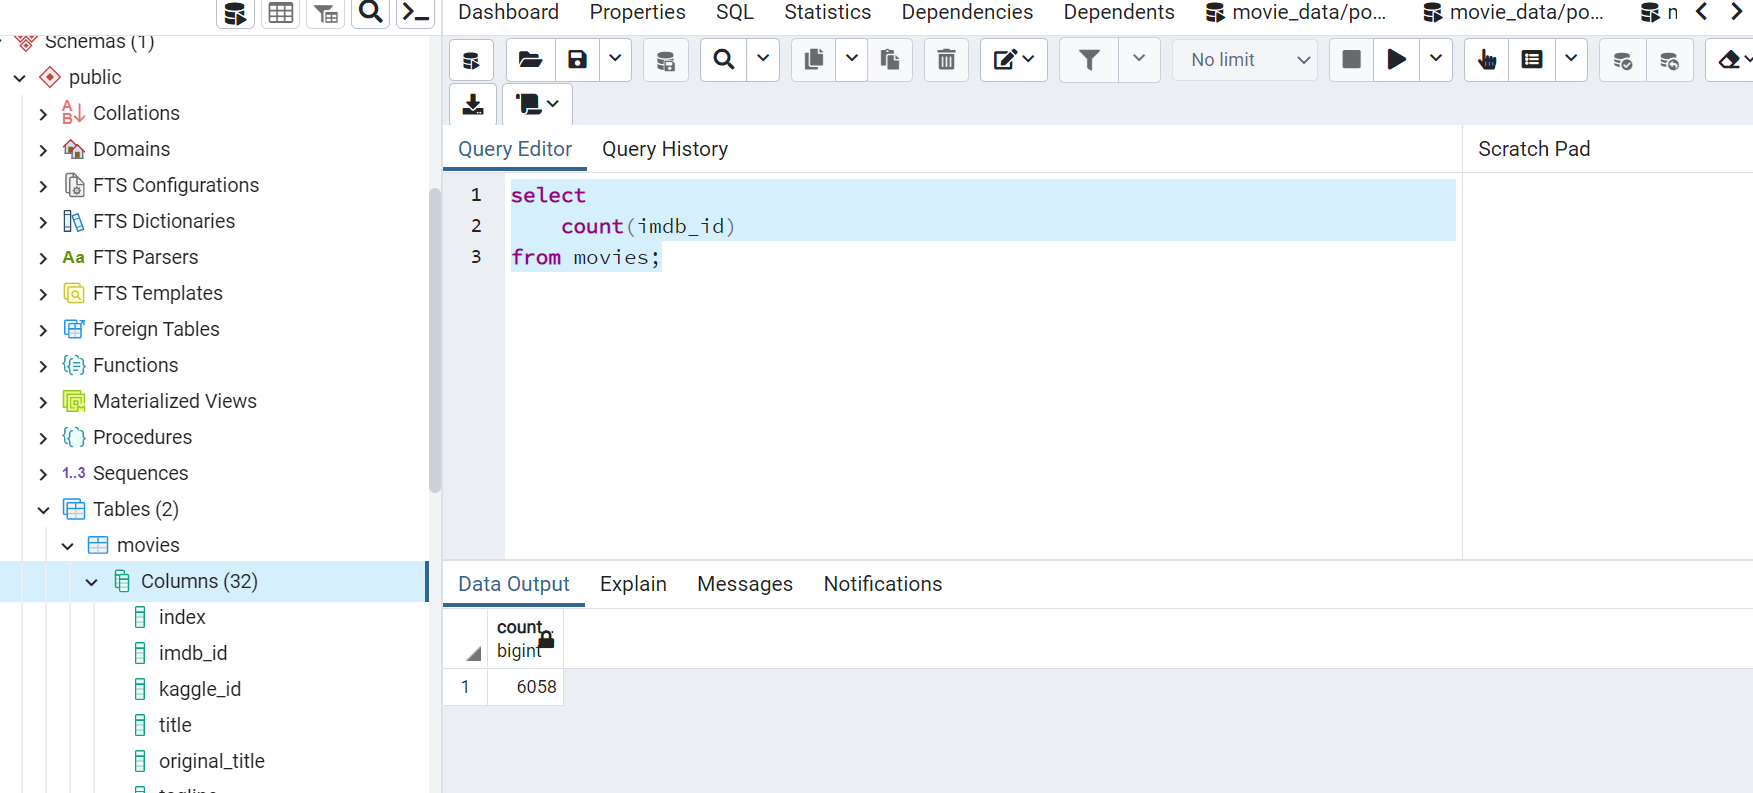 Dashboard Properties SQL Statistics Dependencies Dependents movie_data/po... movie_data/po...
Schemas (1)
public
Collations
Domains
FTS Configurations
FTS Dictionaries
Aa FTS Parsers
FTS Templates
Foreign Tables
Functions
Materialized Views
Procedures
1..3 Sequences
Tables (2)
movies
Columns (32)
index
imdb_id
kaggle_id
title
original_title
No limit
Query Editor Query History
Scratch Pad
1 select
2 count(imdb_id)
3 from movies;
Data Output Explain Messages Notifications
count
bigint
1 6058